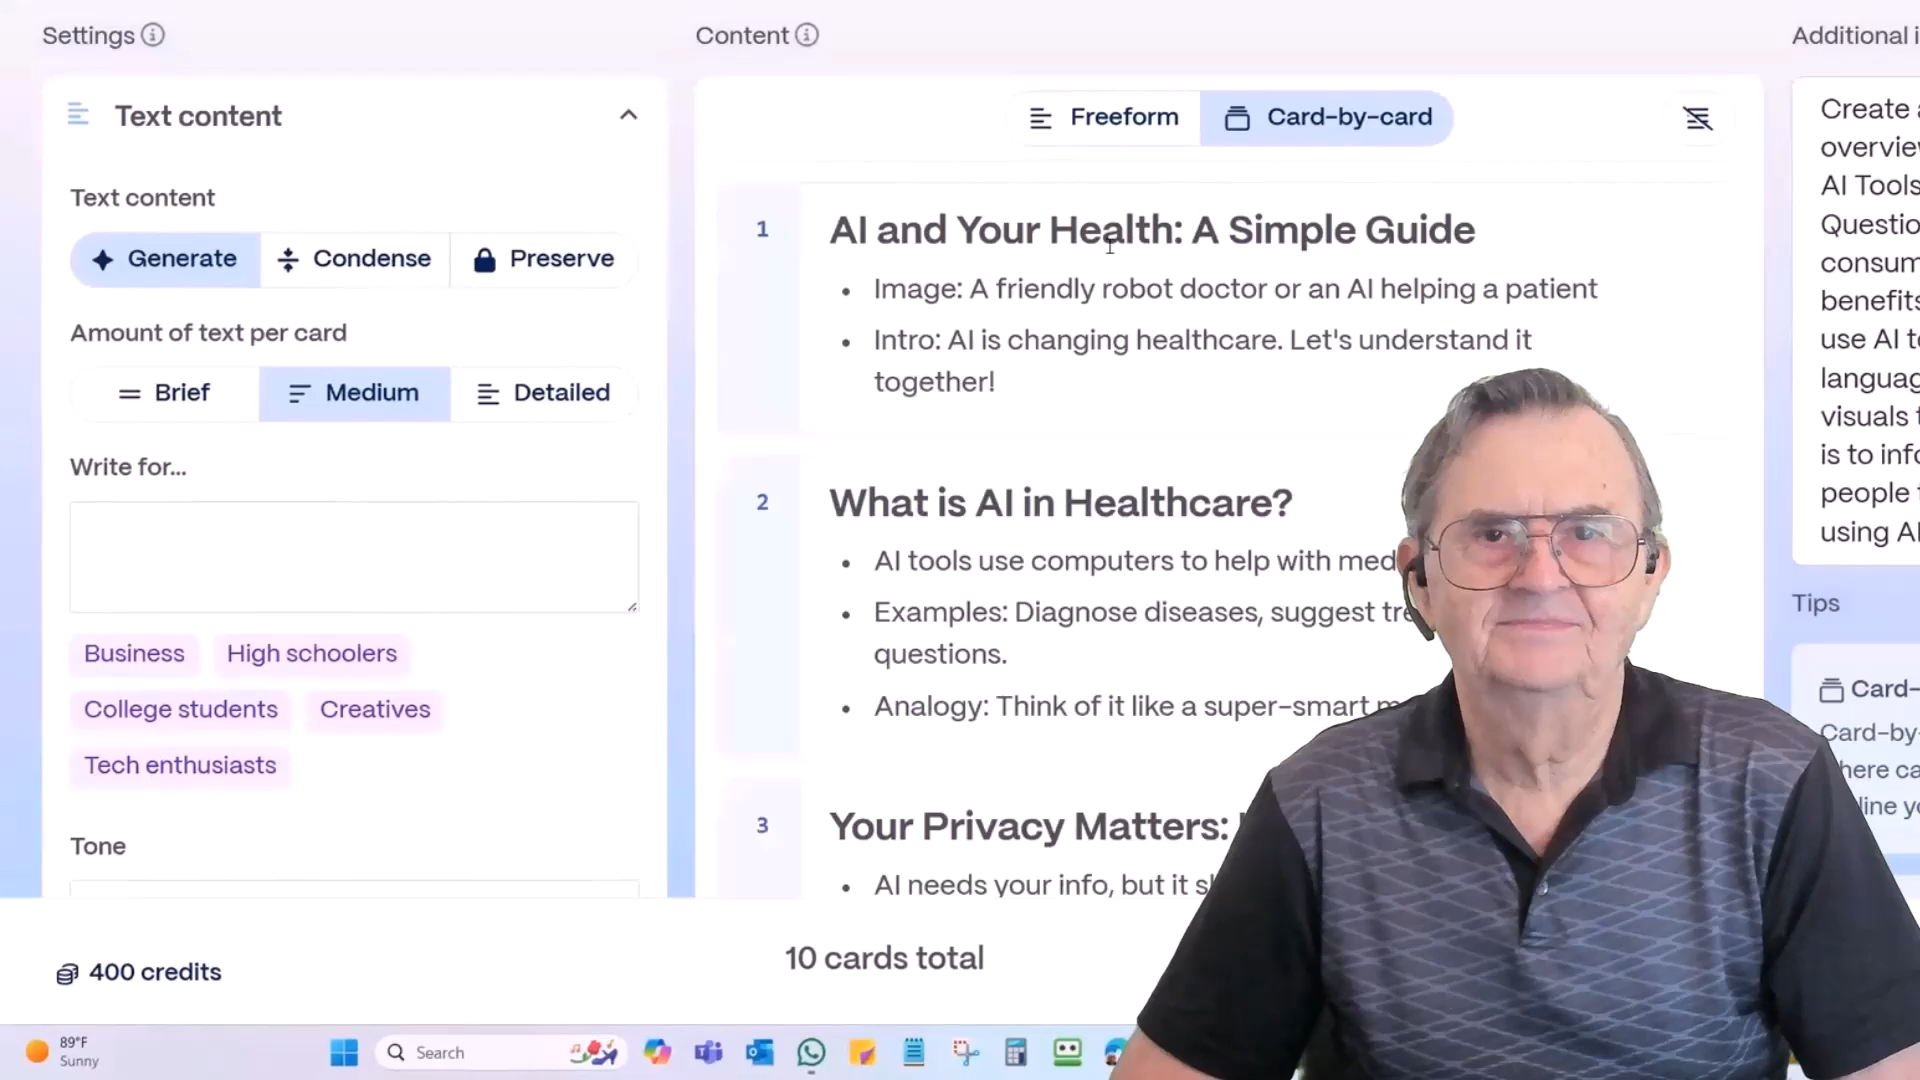 Settings
Text content
Text content
Generate
Condense
Preserve
Amount of text per card
Brief
Medium
Detailed
Write for...
Business
High schoolers
College students
Creatives
Tech enthusiasts
Tone
400 credits
Content
Freeform
Card-by-card
1
AI and Your Health: A Simple Guide
• Image: A friendly robot doctor or an AI helping a patient
• Intro: AI is changing healthcare. Let's understand it
together!
2
What is AI in Healthcare?
• AI tools use computers to help with med
• Examples: Diagnose diseases, suggest tre
questions.
• Analogy: Think of it like a super-smart m
3
Your Privacy Matters:
• AI needs your info, but it s
10 cards total
Additional i
Create
overvie
AI Tools
Questio
consum
benefits
use AI t
languag
visuals t
is to info
people
using AI
Tips
Card-
Card-by-
here ca
line yo
89°F
Sunny
Search